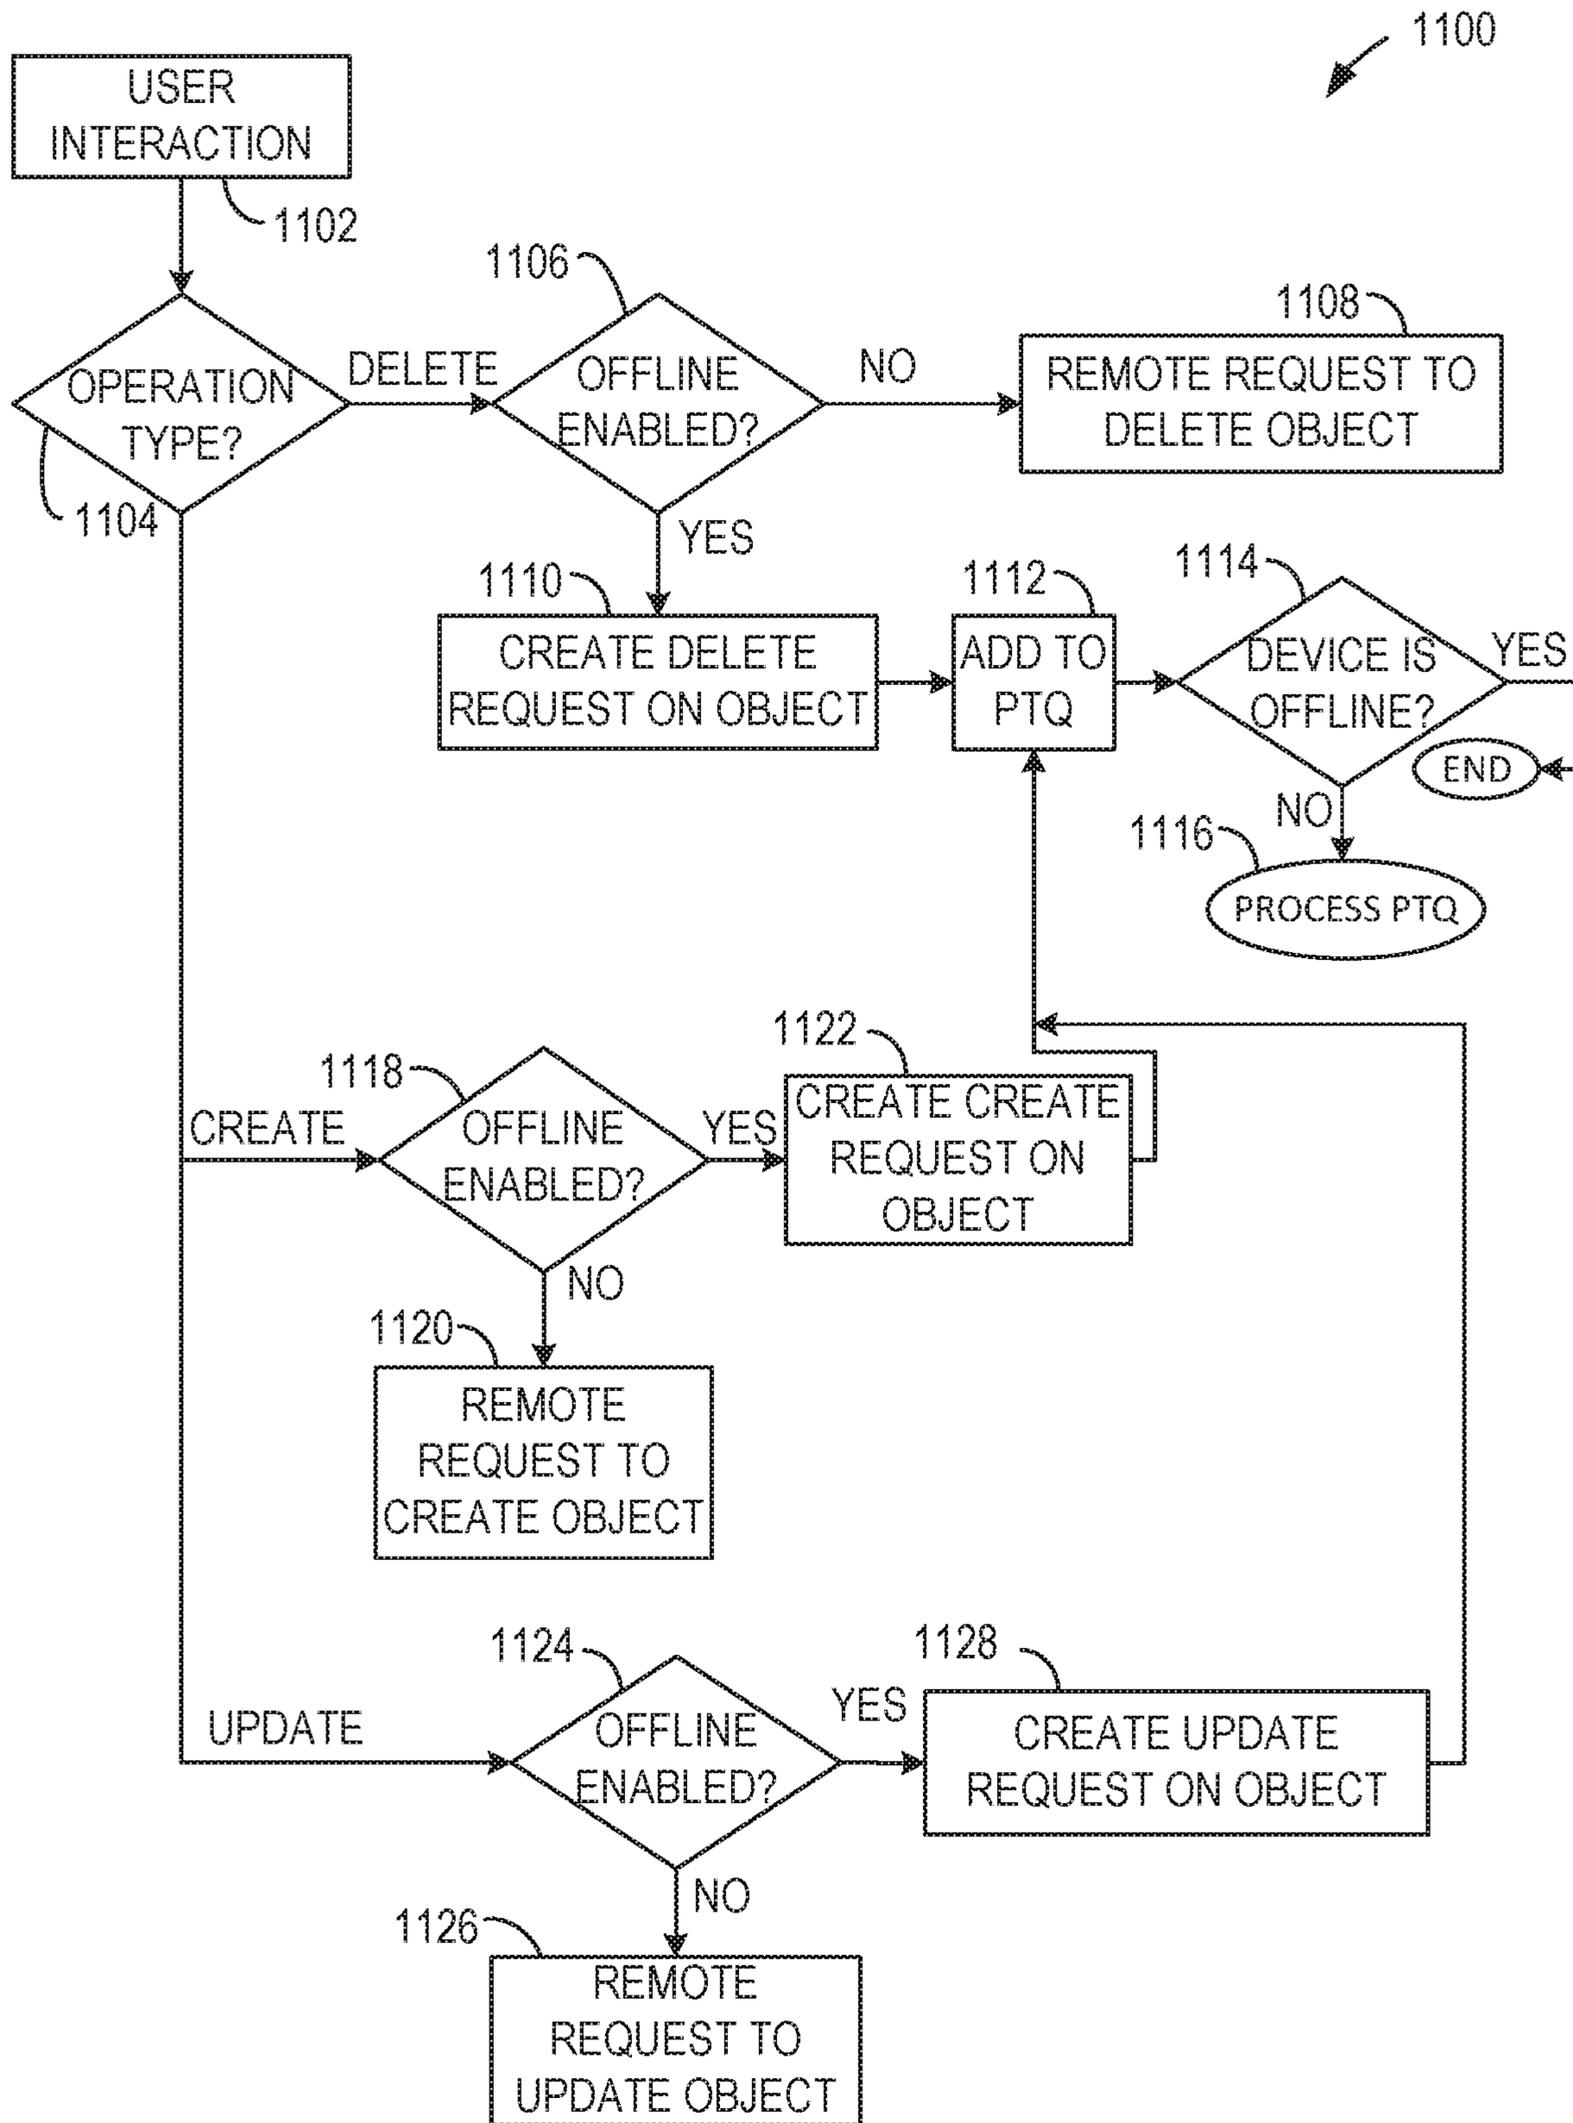 1100
USER
INTERACTION
1102
1106
1108
OPERATION
TYPE?
1104
DELETE
OFFLINE
ENABLED?
NO
REMOTE REQUEST TO
DELETE OBJECT
YES
1110
1112
1114
CREATE DELETE
REQUEST ON OBJECT
ADD TO
PTQ
DEVICE IS
OFFLINE?
YES
END
NO
1116
PROCESS PTQ
1118
1122
CREATE
OFFLINE
ENABLED?
YES
CREATE CREATE
REQUEST ON
OBJECT
NO
1120
REMOTE
REQUEST TO
CREATE OBJECT
1124
1128
UPDATE
OFFLINE
ENABLED?
YES
CREATE UPDATE
REQUEST ON OBJECT
NO
1126
REMOTE
REQUEST TO
UPDATE OBJECT